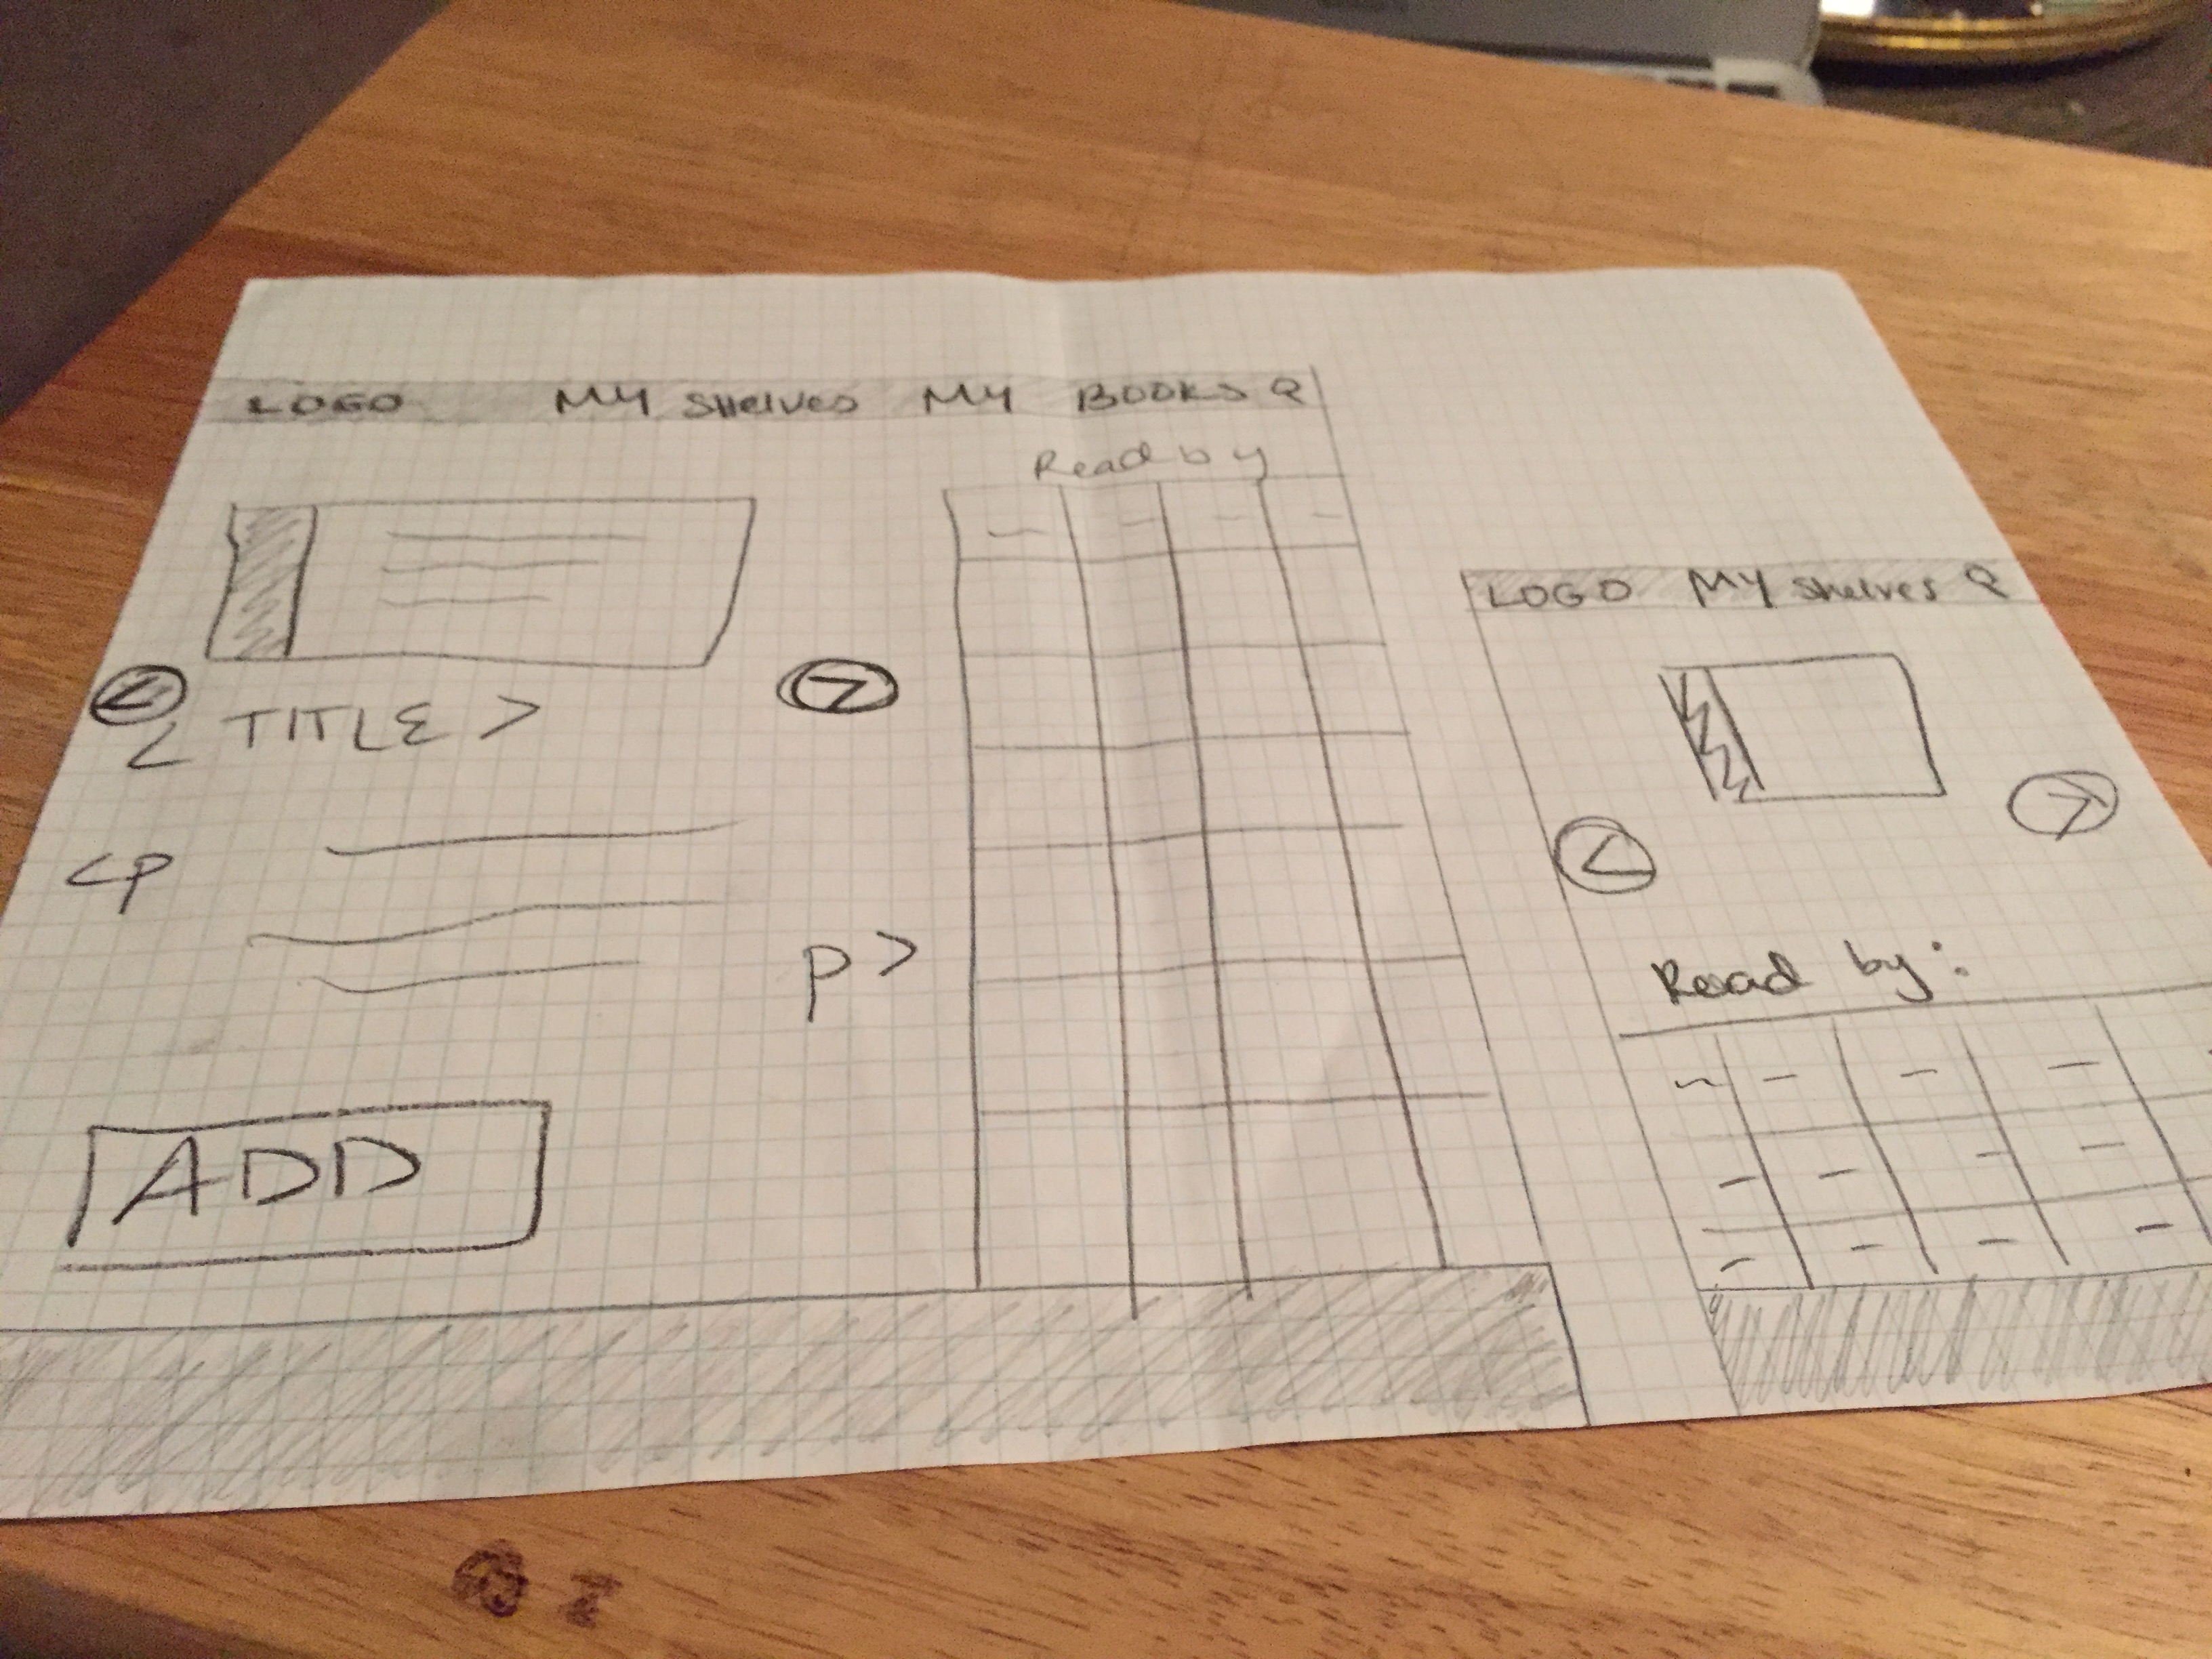 LOGO MY SHELVES MY BOOKS Q
Read by
< TITLE >
<P
P>
ADD
LOGO MY Shelves Q
Read by: